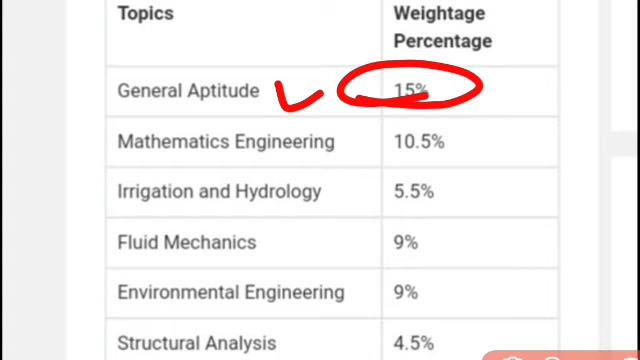 Topics Weightage
Percentage
General Aptitude 15%
Mathematics Engineering 10.5%
Irrigation and Hydrology 5.5%
Fluid Mechanics 9%
Environmental Engineering 9%
Structural Analysis 4.5%